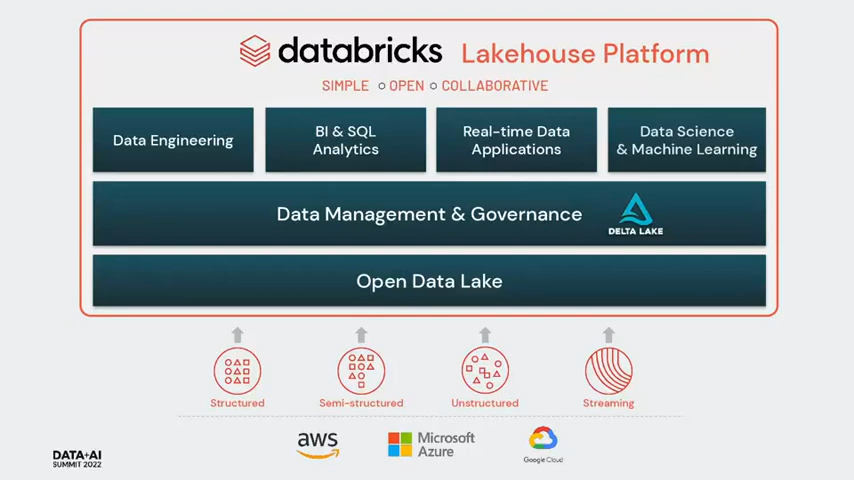 databricks Lakehouse Platform
SIMPLE OPEN COLLABORATIVE
Data Engineering
BI & SQL
Analytics
Real-time Data
Applications
Data Science
& Machine Learning
Data Management & Governance
DELTA LAKE
Open Data Lake
Structured
Semi-structured
Unstructured
Streaming
aws
Microsoft
Azure
Google Cloud
DATA+AI
SUMMIT 2022